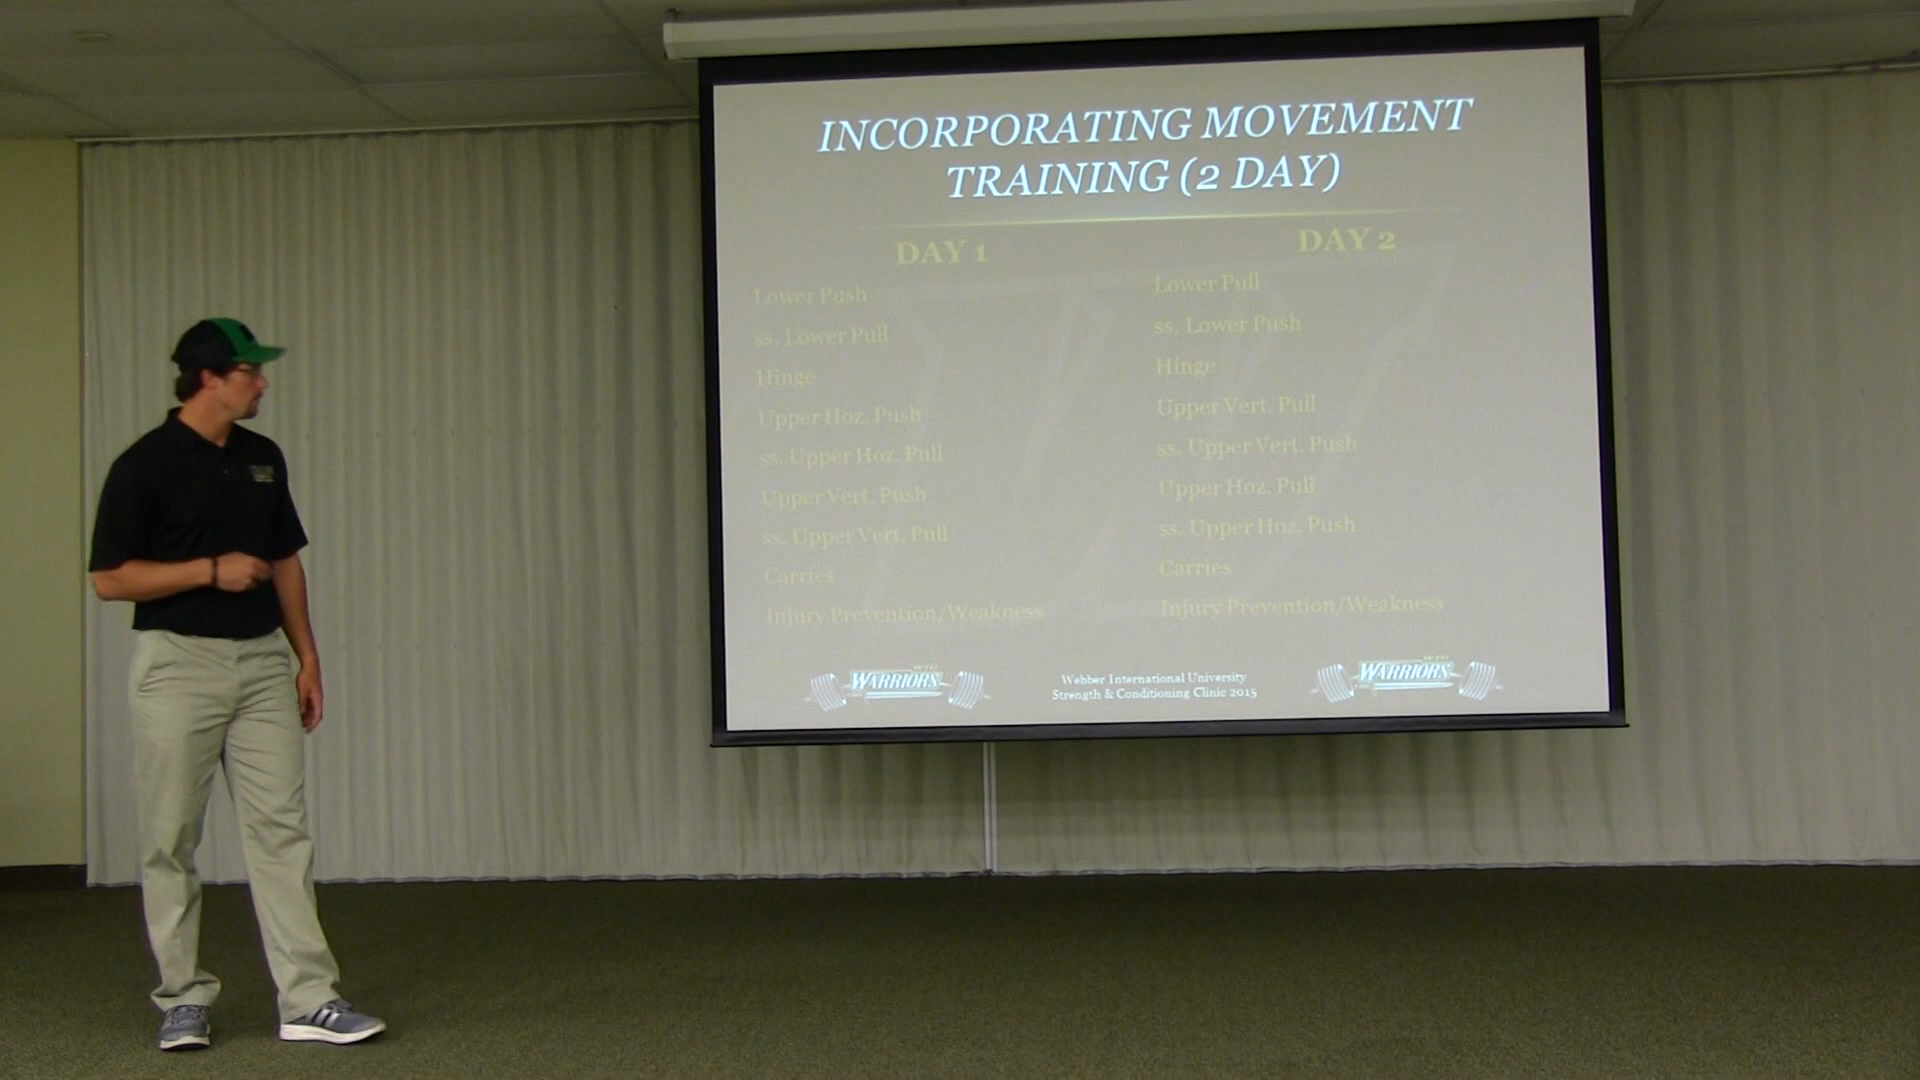 INCORPORATING MOVEMENT
TRAINING (2 DAY)
DAY 1
Lower Push
ss. Lower Pull
Hinge
Upper Hoz. Push
ss. Upper Hoz. Pull
Upper Vert. Push
ss. Upper Vert. Pull
Carries
Injury Prevention/Weakness
DAY 2
Lower Pull
ss. Lower Push
Hinge
Upper Vert. Pull
ss. Upper Vert. Push
Upper Hoz. Pull
ss. Upper Hoz. Push
Carries
Injury Prevention/Weakness
WARRIORS
Webber International University
Strength & Conditioning Clinic 2015
WARRIORS